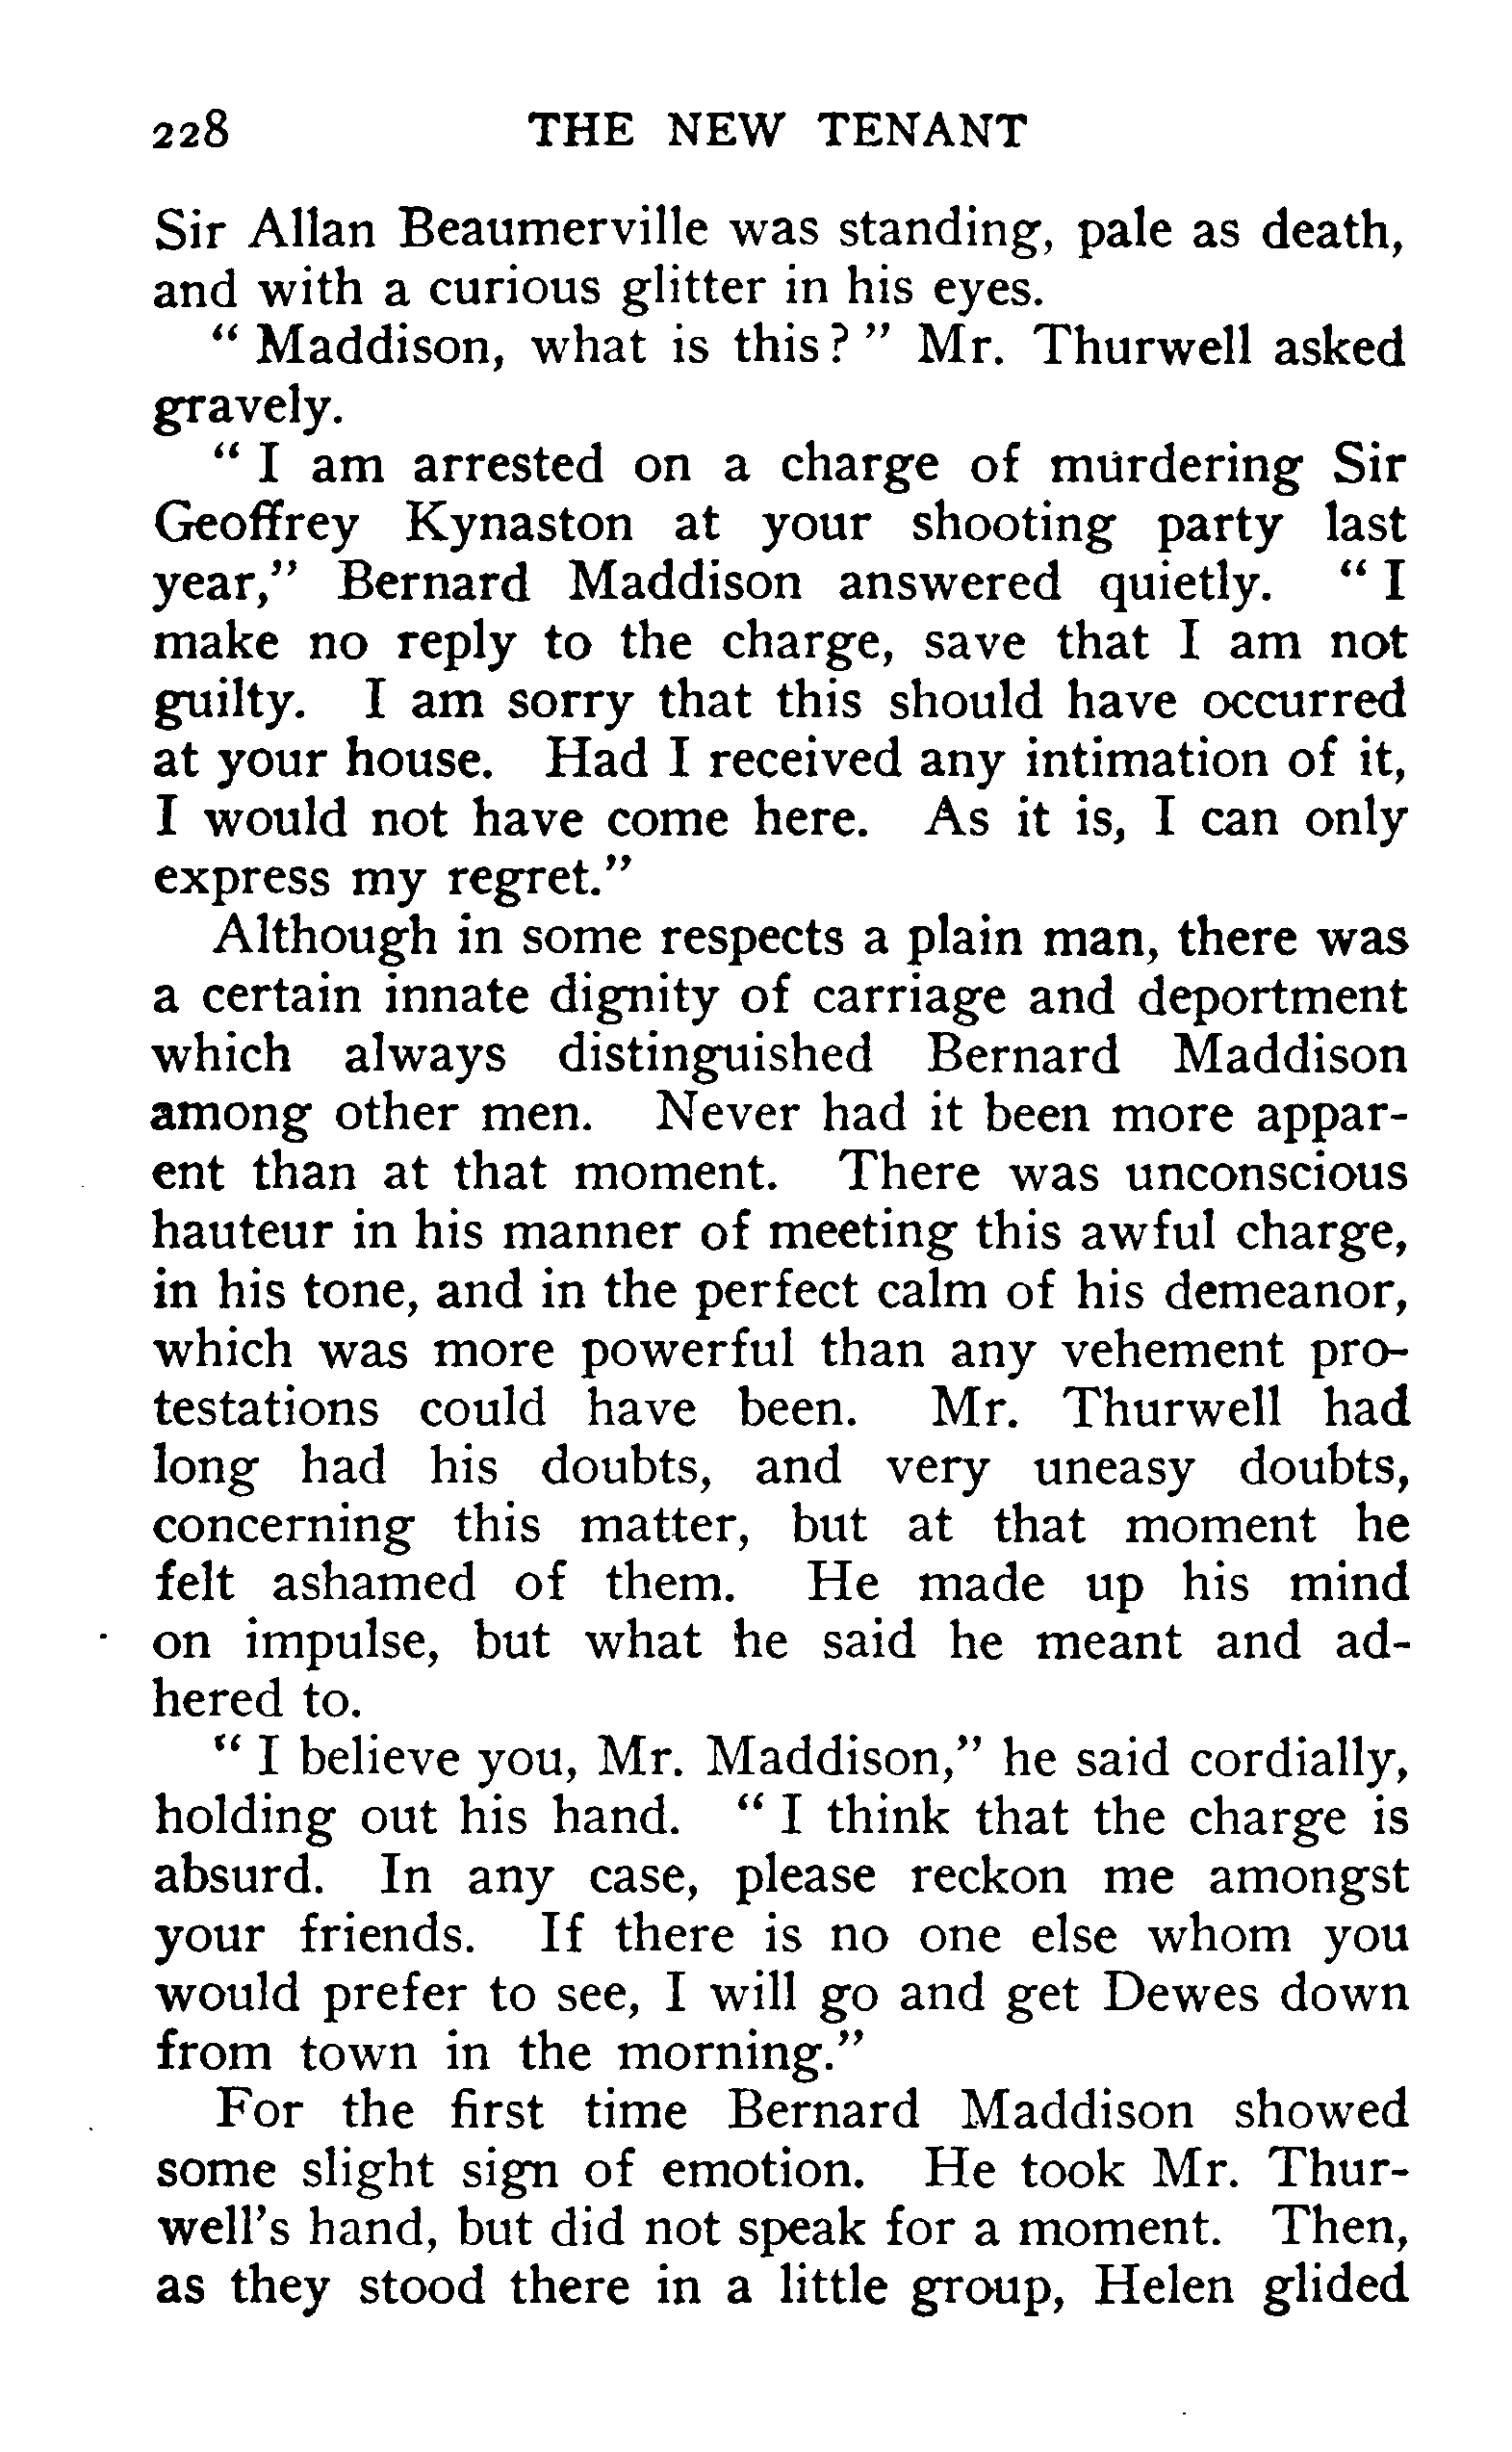 228 THE NEW TENANT
Sir Allan Beaumerville was standing, pale as death,
and with a curious glitter in his eyes.
" Maddison, what is this ? " Mr. Thurwell asked
gravely.
" I am arrested on a charge of murdering Sir
Geoffrey Kynaston at your shooting party last
year," Bernard Maddison answered quietly. " I
make no reply to the charge, save that I am not
guilty. I am sorry that this should have occurred
at your house. Had I received any intimation of it,
I would not have come here. As it is, I can only
express my regret."
Although in some respects a plain man, there was
a certain innate dignity of carriage and deportment
which always distinguished Bernard Maddison
among other men. Never had it been more appar-
ent than at that moment. There was unconscious
hauteur in his manner of meeting this awful charge,
in his tone, and in the perfect calm of his demeanor,
which was more powerful than any vehement pro-
testations could have been. Mr. Thurwell had
long had his doubts, and very uneasy doubts,
concerning this matter, but at that moment he
felt ashamed of them. He made up his mind
on impulse, but what he said he meant and ad-
hered to.
" I believe you, Mr. Maddison," he said cordially,
holding out his hand. " I think that the charge is
absurd. In any case, please reckon me amongst
your friends. If there is no one else whom you
would prefer to see, I will go and get Dewes down
from town in the morning."
For the first time Bernard Maddison showed
some slight sign of emotion. He took Mr. Thur-
well's hand, but did not speak for a moment. Then,
as they stood there in a little group, Helen glided